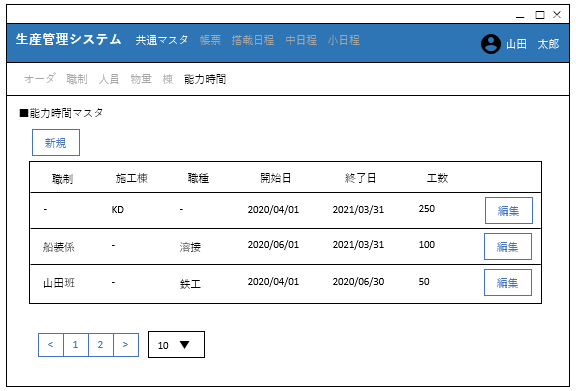 生産管理システム 共通マスタ 帳票 搭載日程 中日程 小日程 山田 太郎
オーダ 職制 人員 物量 棟 能力時間
■能力時間マスタ
新規
職制 施工棟 職種 開始日 終了日 工数
- KD - 2020/04/01 2021/03/31 250 編集
船装係 - 溶接 2020/06/01 2021/03/31 100 編集
山田班 - 鉄工 2020/04/01 2020/06/30 50 編集
< 1 2 > 10 ▼